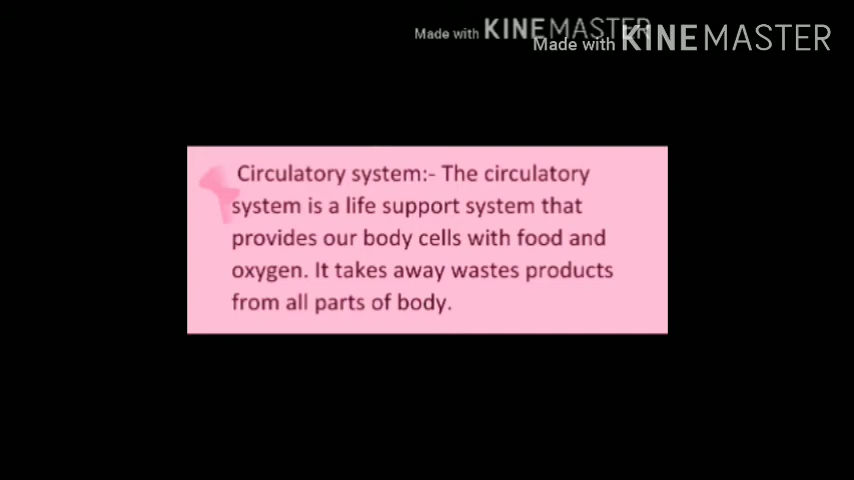 Made with KINEMASTER
Made with KINEMASTER
Circulatory system:- The circulatory
system is a life support system that
provides our body cells with food and
oxygen. It takes away wastes products
from all parts of body.